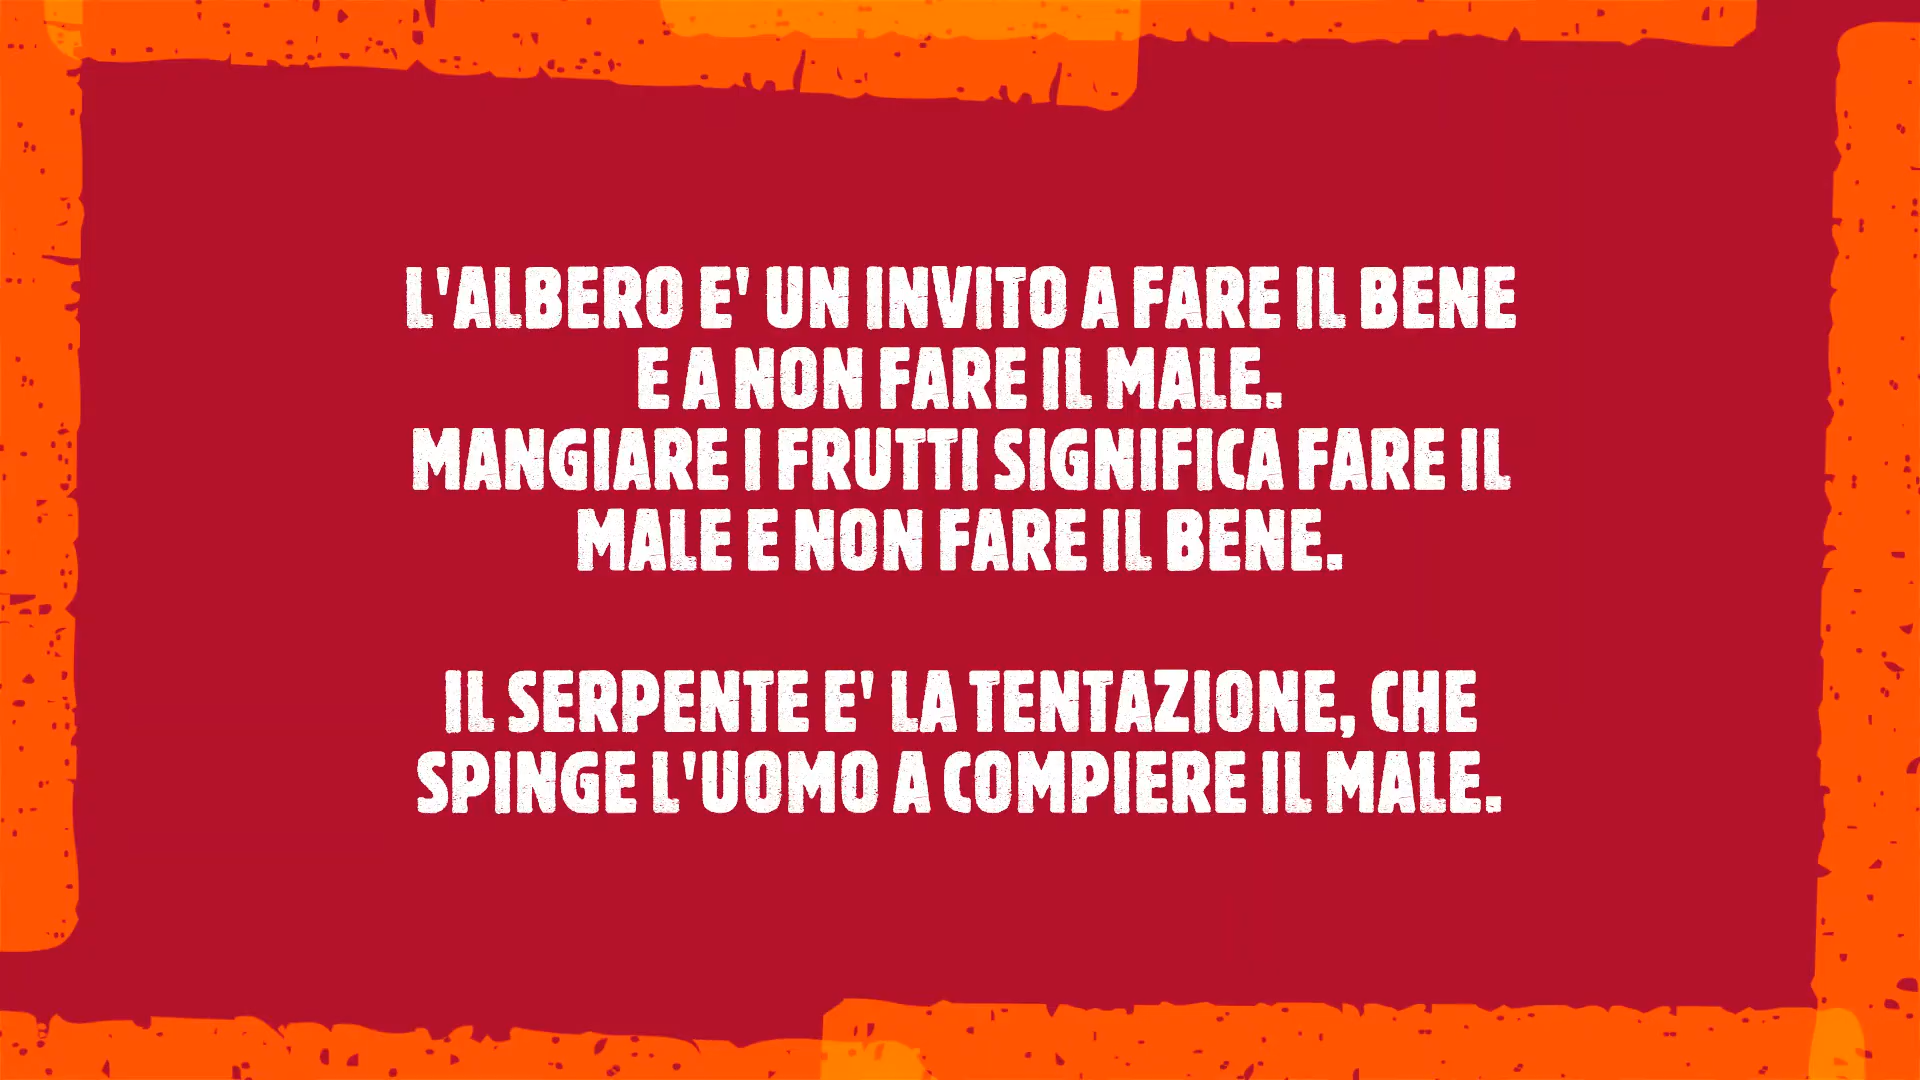 L'ALBERO E' UN INVITO A FARE IL BENE
E A NON FARE IL MALE.
MANGIARE I FRUTTI SIGNIFICA FARE IL
MALE E NON FARE IL BENE.
IL SERPENTE E' LA TENTAZIONE, CHE
SPINGE L'UOMO A COMPIERE IL MALE.